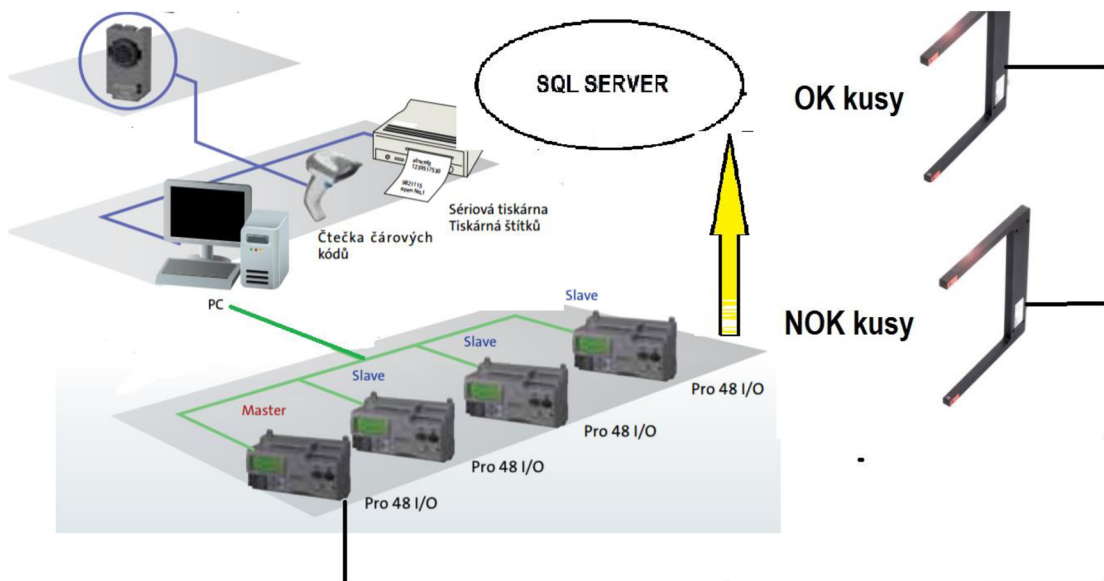 SQL SERVER
OK kusy
Sériová tiskárna
Tiskárná štítků
Čtečka čárových
kódů
PC
Slave
NOK kusy
Slave
Slave
Pro 48 I/O
Master
Pro 48 I/O
Pro 48 I/O
Pro 48 I/O